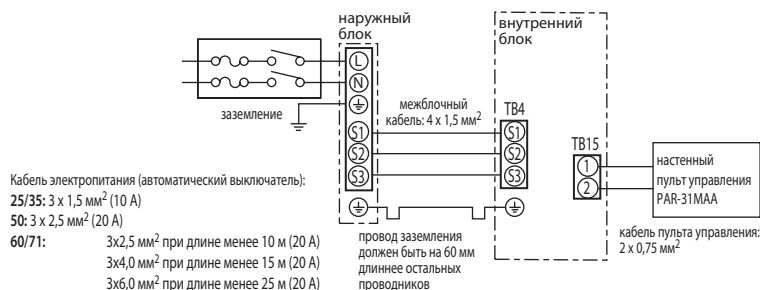 наружный
блок
внутренний
блок
L
N
заземление
межблочный
кабель: 4 x 1,5 мм²
TB4
S1
S2
S3
S1
S2
S3
TB15
1
2
настенный
пульт управления
PAR-31MAA
кабель пульта управления:
2 x 0,75 мм²
провод заземления
должен быть на 60 мм
длиннее остальных
проводников
Кабель электропитания (автоматический выключатель):
25/35: 3 x 1,5 мм² (10 А)
50: 3 x 2,5 мм² (20 А)
60/71: 3x2,5 мм² при длине менее 10 м (20 А)
3x4,0 мм² при длине менее 15 м (20 А)
3x6,0 мм² при длине менее 25 м (20 А)